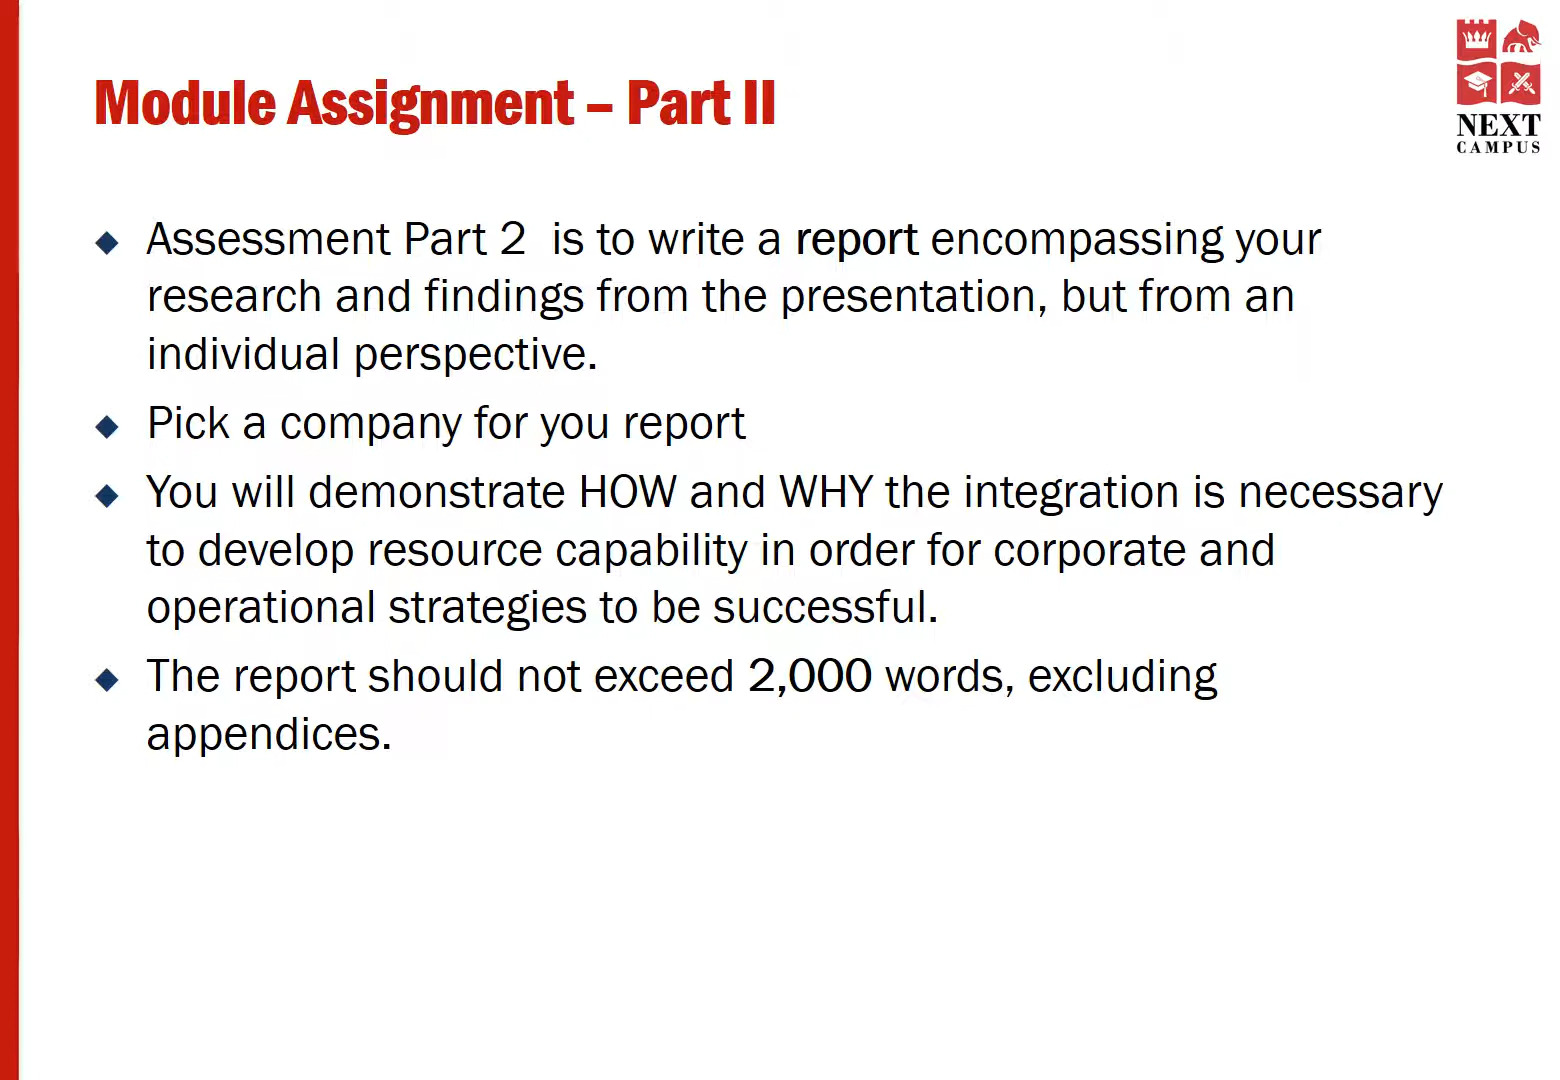 Module Assignment – Part II
NEXT
CAMPUS
◆ Assessment Part 2  is to write a report encompassing your
research and findings from the presentation, but from an
individual perspective.
◆ Pick a company for you report
◆ You will demonstrate HOW and WHY the integration is necessary
to develop resource capability in order for corporate and
operational strategies to be successful.
◆ The report should not exceed 2,000 words, excluding
appendices.